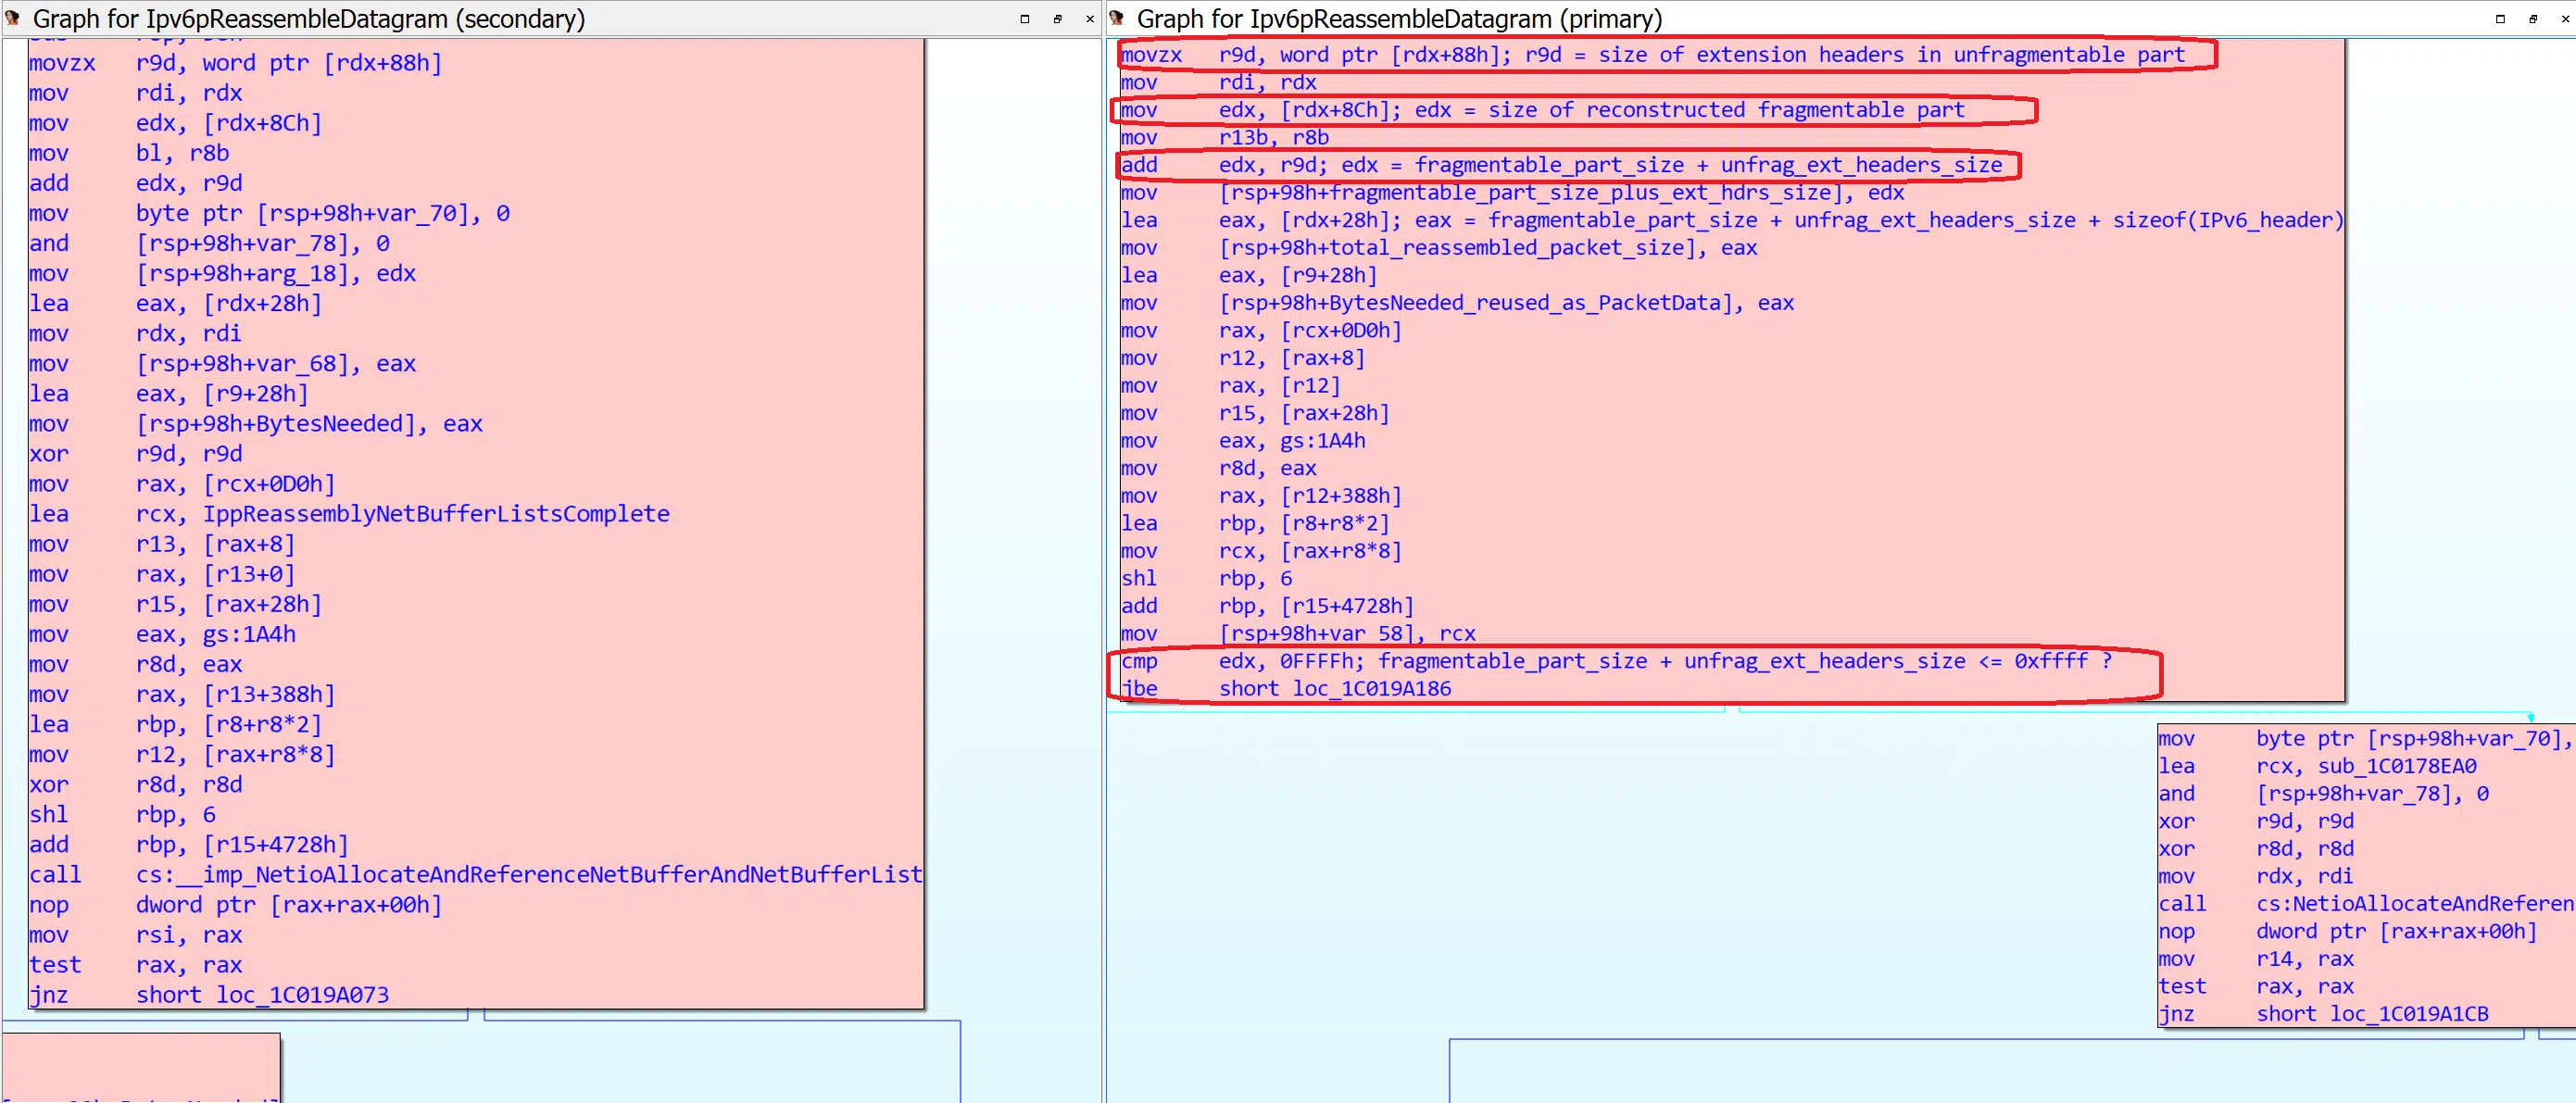 Graph for Ipv6pReassembleDatagram (secondary)
movzx r9d, word ptr [rdx+88h]
mov rdi, rdx
mov edx, [rdx+8Ch]
mov bl, r8b
add edx, r9d
mov byte ptr [rsp+98h+var_70], 0
and [rsp+98h+var_78], 0
mov [rsp+98h+arg_18], edx
lea eax, [rdx+28h]
mov rdx, rdi
mov [rsp+98h+var_68], eax
lea eax, [r9+28h]
mov [rsp+98h+BytesNeeded], eax
xor r9d, r9d
mov rax, [rcx+0D0h]
lea rcx, IppReassemblyNetBufferListsComplete
mov r13, [rax+8]
mov rax, [r13+0]
mov r15, [rax+28h]
mov eax, gs:1A4h
mov r8d, eax
mov rax, [r13+388h]
lea rbp, [r8+r8*2]
mov r12, [rax+r8*8]
xor r8d, r8d
shl rbp, 6
add rbp, [r15+4728h]
call cs:__imp_NetioAllocateAndReferenceNetBufferAndNetBufferList
nop dword ptr [rax+rax+00h]
mov rsi, rax
test rax, rax
jnz short loc_1C019A073
Graph for Ipv6pReassembleDatagram (primary)
movzx r9d, word ptr [rdx+88h]; r9d = size of extension headers in unfragmentable part
mov rdi, rdx
mov edx, [rdx+8Ch]; edx = size of reconstructed fragmentable part
mov r13b, r8b
add edx, r9d; edx = fragmentable_part_size + unfrag_ext_headers_size
mov [rsp+98h+fragmentable_part_size_plus_ext_hdrs_size], edx
lea eax, [rdx+28h]; eax = fragmentable_part_size + unfrag_ext_headers_size + sizeof(IPv6_header)
mov [rsp+98h+total_reassembled_packet_size], eax
lea eax, [r9+28h]
mov [rsp+98h+BytesNeeded_reused_as_PacketData], eax
mov rax, [rcx+0D0h]
mov r12, [rax+8]
mov rax, [r12]
mov r15, [rax+28h]
mov eax, gs:1A4h
mov r8d, eax
mov rax, [r12+388h]
lea rbp, [r8+r8*2]
mov rcx, [rax+r8*8]
shl rbp, 6
add rbp, [r15+4728h]
mov [rsp+98h+var_58], rcx
cmp edx, 0FFFFh; fragmentable_part_size + unfrag_ext_headers_size <= 0xffff ?
jbe short loc_1C019A186
mov byte ptr [rsp+98h+var_70],
lea rcx, sub_1C0178EA0
and [rsp+98h+var_78], 0
xor r9d, r9d
xor r8d, r8d
mov rdx, rdi
call cs:NetioAllocateAndReferen
nop dword ptr [rax+rax+00h]
mov r14, rax
test rax, rax
jnz short loc_1C019A1CB